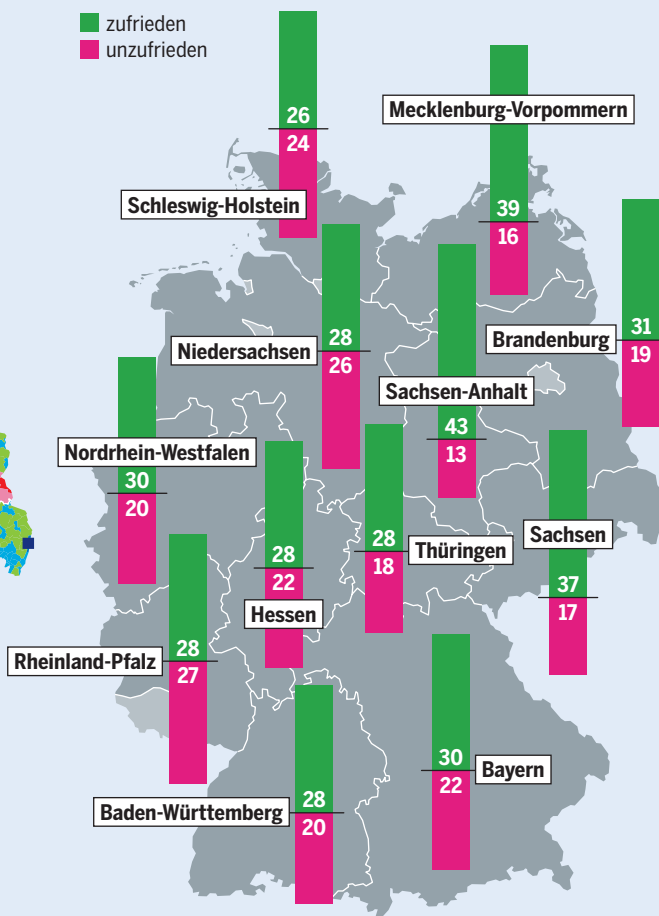 zufrieden
unzufrieden
Mecklenburg-Vorpommern
26
24
Schleswig-Holstein
39
16
28
26
Niedersachsen
31
19
Brandenburg
Sachsen-Anhalt
43
13
Nordrhein-Westfalen
30
20
Sachsen
37
17
28
18
Thüringen
28
22
Hessen
28
27
Rheinland-Pfalz
30
22
Bayern
28
20
Baden-Württemberg